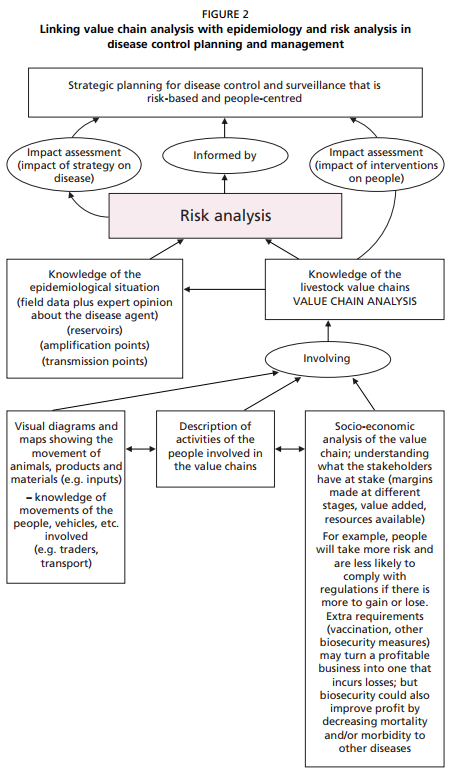 FIGURE 2
Linking value chain analysis with epidemiology and risk analysis in
disease control planning and management
Strategic planning for disease control and surveillance that is
risk-based and people-centred
Impact assessment
(impact of strategy on
disease)
Informed by
Impact assessment
(impact of interventions
on people)
Risk analysis
Knowledge of the
epidemiological situation
(field data plus expert opinion
about the disease agent)
(reservoirs)
(amplification points)
(transmission points)
Knowledge of the
livestock value chains
VALUE CHAIN ANALYSIS
Involving
Visual diagrams and
maps showing the
movement of
animals, products and
materials (e.g. inputs)
– knowledge of
movements of the
people, vehicles, etc.
involved
(e.g. traders,
transport)
Description of
activities of the
people involved in
the value chains
Socio-economic
analysis of the value
chain; understanding
what the stakeholders
have at stake (margins
made at different
stages, value added,
resources available)
For example, people
will take more risk and
are less likely to
comply with
regulations if there is
more to gain or lose.
Extra requirements
(vaccination, other
biosecurity measures)
may turn a profitable
business into one that
incurs losses; but
biosecurity could also
improve profit by
decreasing mortality
and/or morbidity to
other diseases